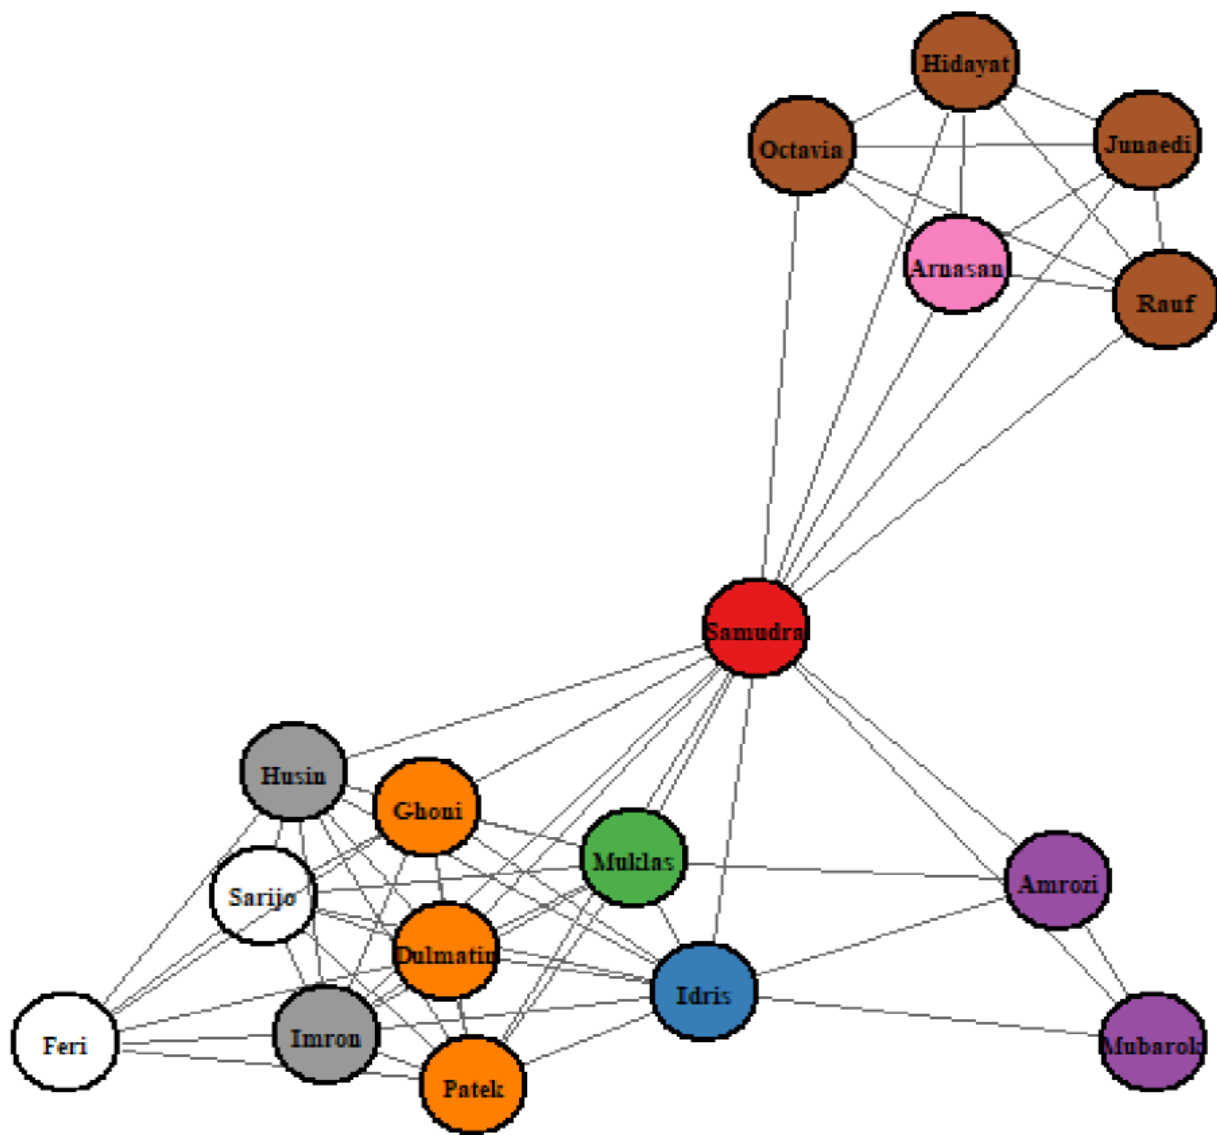 Hidayat
Octavia
Junaedi
Arnasan
Rauf
Samudra
Husin
Ghoni
Muklas
Amrozi
Sarijo
Dulmatin
Idris
Feri
Imron
Mubarok
Patek